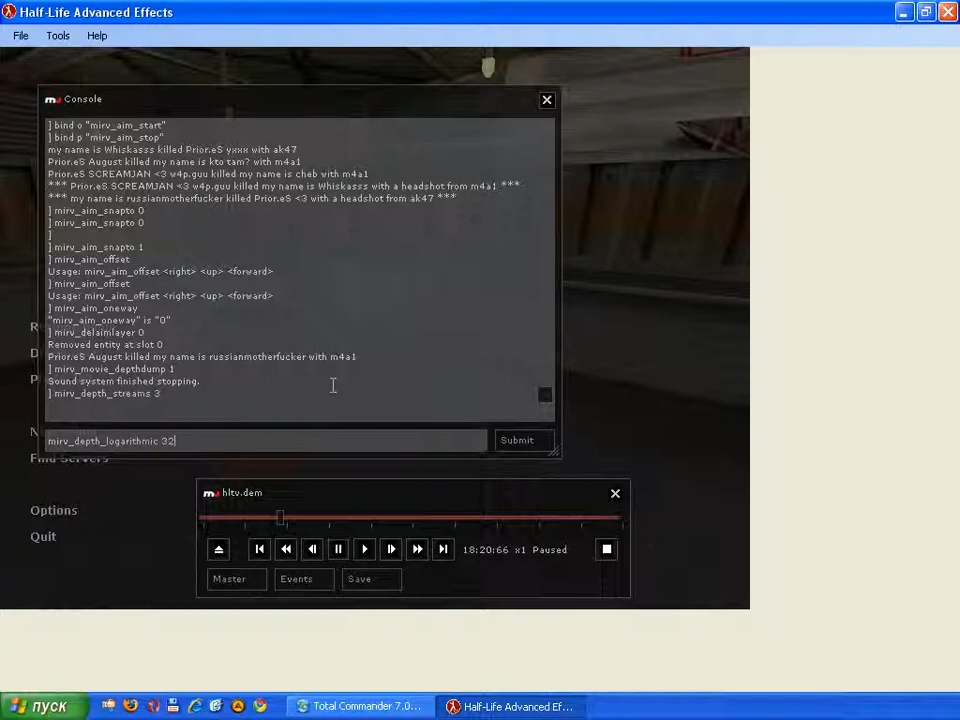 Half-Life Advanced Effects
File Tools Help
Console
] bind o "mirv_aim_start"
] bind p "mirv_aim_stop"
my name is Whiskasss killed Prior.eS yxxx with ak47
Prior.eS August killed my name is kto tam? with m4a1
Prior.eS SCREAMJAN <3 w4p.guu killed my name is cheb with m4a1
*** Prior.eS SCREAMJAN <3 w4p.guu killed my name is Whiskasss with a headshot from m4a1 ***
*** my name is russianmotherfucker killed Prior.eS <3 with a headshot from ak47 ***
] mirv_aim_snapto 0
] mirv_aim_snapto 0
]
] mirv_aim_snapto 1
] mirv_aim_offset
Usage: mirv_aim_offset <right> <up> <forward>
] mirv_aim_offset
Usage: mirv_aim_offset <right> <up> <forward>
] mirv_aim_oneway
"mirv_aim_oneway" is "0"
] mirv_delaimlayer 0
Removed entity at slot 0
Prior.eS August killed my name is russianmotherfucker with m4a1
] mirv_movie_depthdump 1
Sound system finished stopping.
] mirv_depth_streams 3
mirv_depth_logarithmic 32
Submit
Find Servers
Options
Quit
hltv.dem
18:20:66 x1 Paused
Master Events Save
пуск
Total Commander 7.0...
Half-Life Advanced Ef...